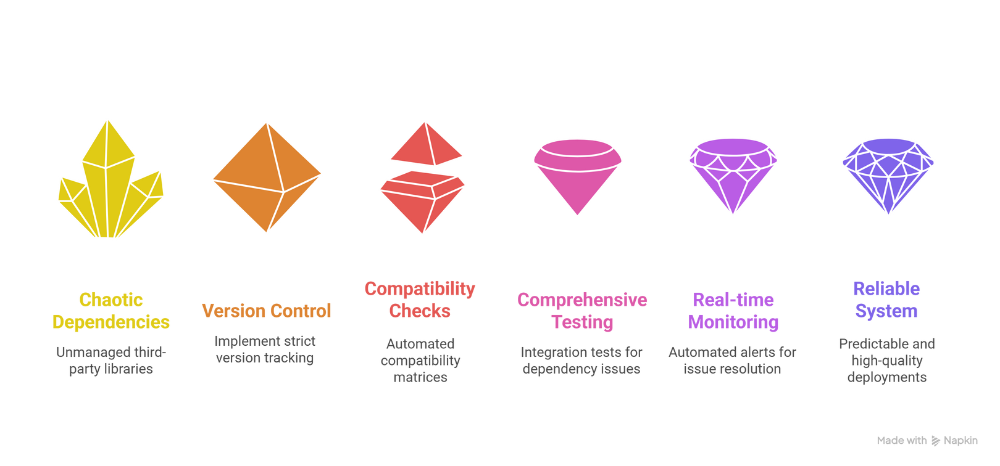 Chaotic
Dependencies
Unmanaged third-
party libraries
Version Control
Implement strict
version tracking
Compatibility
Checks
Automated
compatibility
matrices
Comprehensive
Testing
Integration tests for
dependency issues
Real-time
Monitoring
Automated alerts for
issue resolution
Reliable
System
Predictable and
high-quality
deployments
Made with Napkin